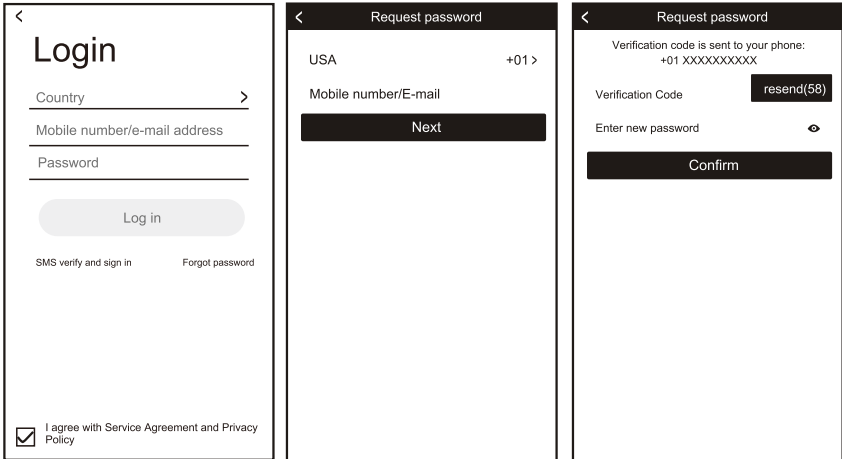 Login
Country
Mobile number/e-mail address
Password
Log in
SMS verify and sign in Forgot password
I agree with Service Agreement and Privacy
Policy
Request password
USA +01
Mobile number/E-mail
Next
Request password
Verification code is sent to your phone:
+01 XXXXXXXXXX
Verification Code resend(58)
Enter new password
Confirm